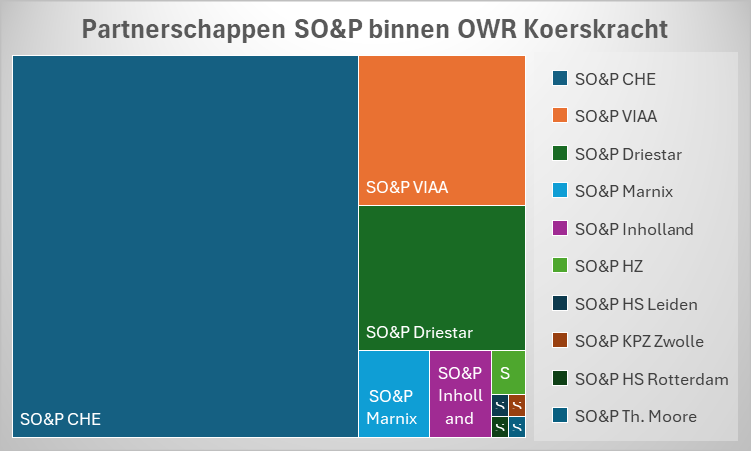 Partnerschappen SO&P binnen OWR Koerskracht
SO&P CHE
SO&P VIAA
SO&P Driestar
SO&P
Marnix
SO&P
Inholl
and
S
S
S
S
S
SO&P CHE
SO&P VIAA
SO&P Driestar
SO&P Marnix
SO&P Inholland
SO&P HZ
SO&P HS Leiden
SO&P KPZ Zwolle
SO&P HS Rotterdam
SO&P Th. Moore